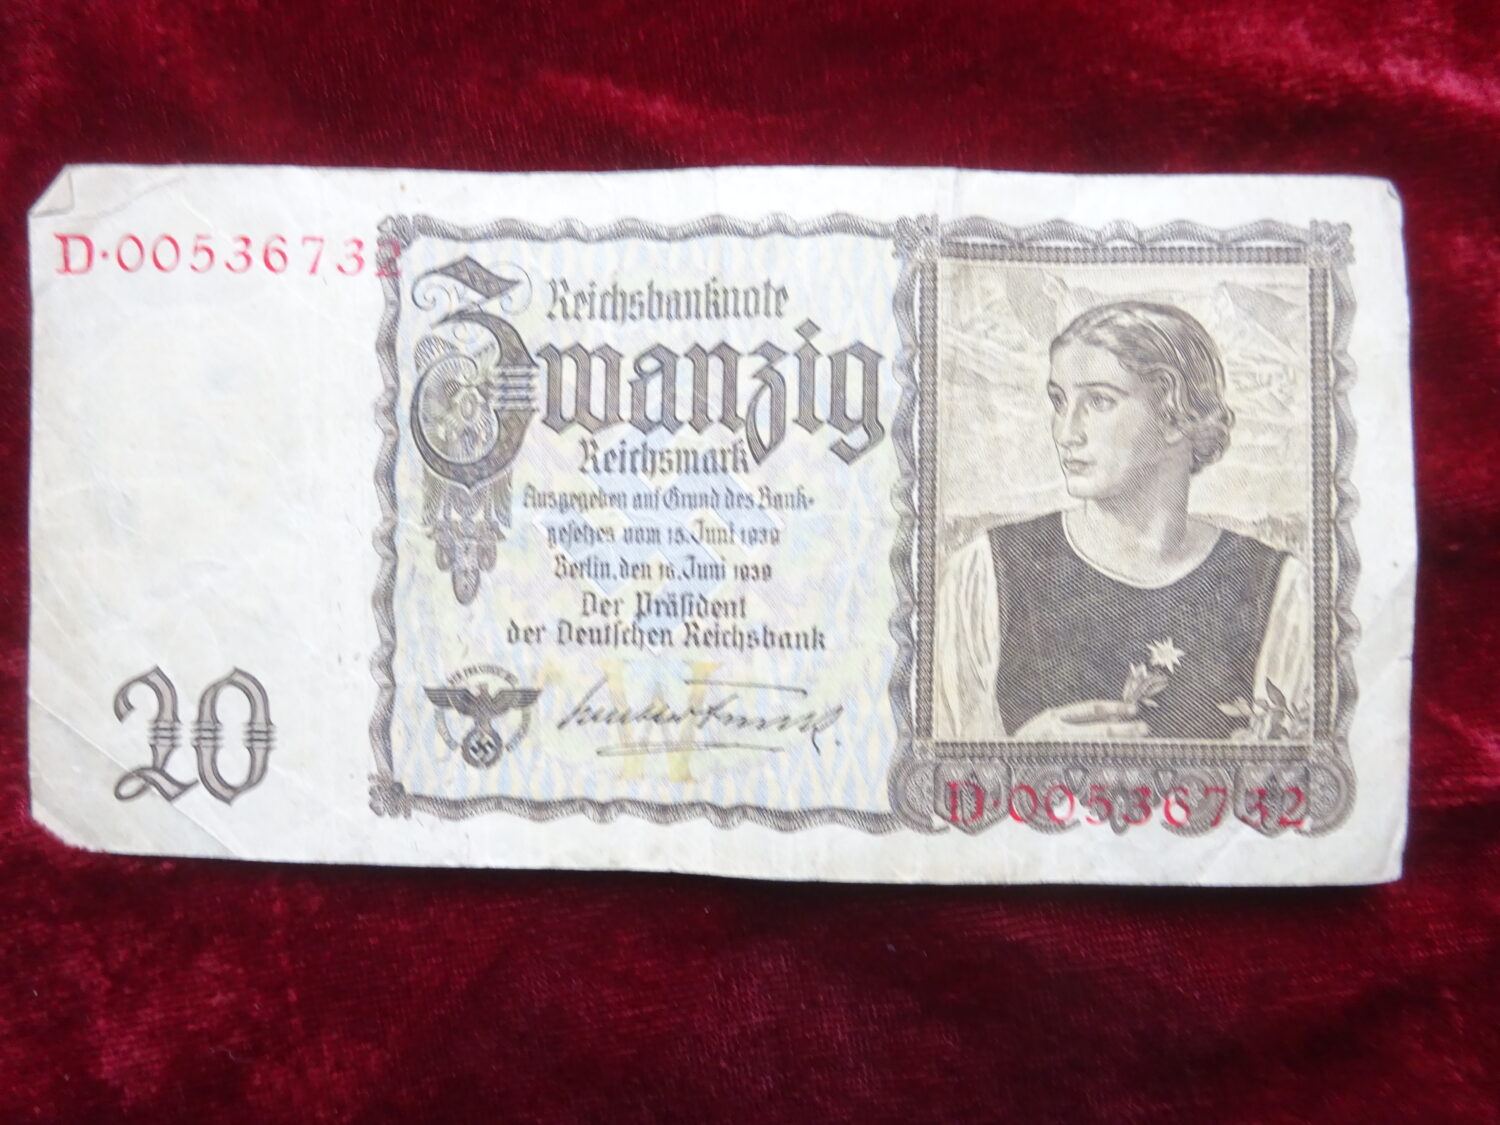 D·00536732
Reichsbanknote
Zwanzig
Reichsmark
Ausgegeben auf Grund des Bank-
gesetzes vom 15. Juni 1939
Berlin, den 16. Juni 1939
Der Präsident
der Deutschen Reichsbank
W
20
D·00536732